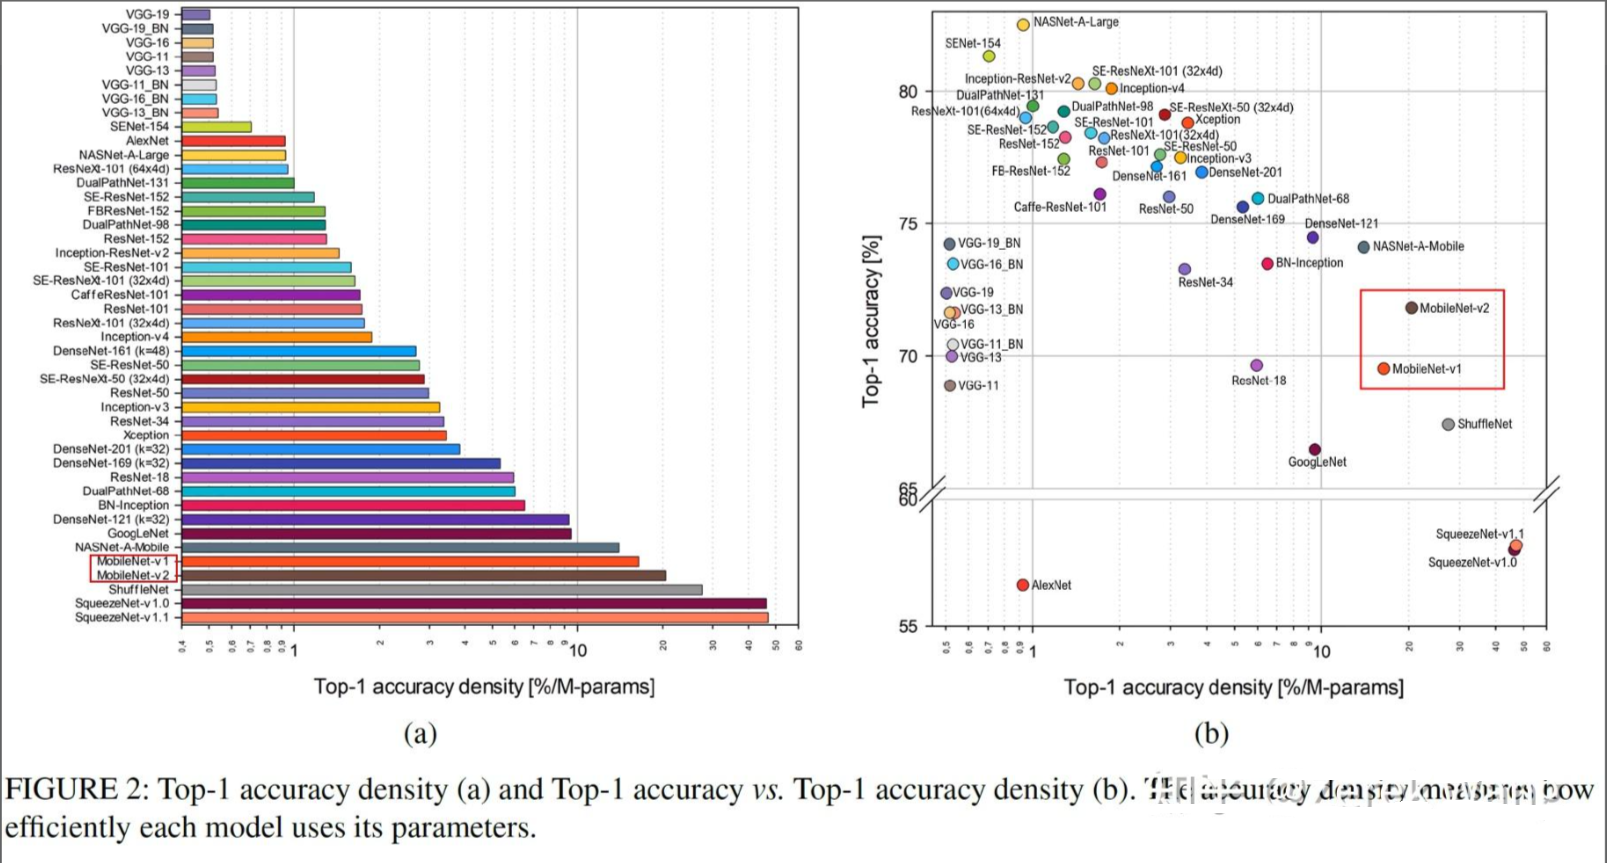 VGG-19
VGG-19_BN
VGG-16
VGG-11
VGG-13
VGG-11_BN
VGG-16_BN
VGG-13_BN
SENet-154
AlexNet
NASNet-A-Large
ResNeXt-101 (64x4d)
DualPathNet-131
SE-ResNet-152
FBResNet-152
DualPathNet-98
ResNet-152
Inception-ResNet-v2
SE-ResNet-101
SE-ResNeXt-101 (32x4d)
CaffeResNet-101
ResNet-101
ResNeXt-101 (32x4d)
Inception-v4
DenseNet-161 (k=48)
SE-ResNet-50
SE-ResNeXt-50 (32x4d)
ResNet-50
Inception-v3
ResNet-34
Xception
DenseNet-201 (k=32)
DenseNet-169 (k=32)
ResNet-18
DualPathNet-68
BN-Inception
DenseNet-121 (k=32)
GoogLeNet
NASNet-A-Mobile
MobileNet-v1
MobileNet-v2
ShuffleNet
SqueezeNet-v1.0
SqueezeNet-v1.1
0.4 0.5 0.6 0.7 0.8 0.9 1 2 3 4 5 6 7 8 9 10 20 30 40 50 60
Top-1 accuracy density [%/M-params]
(a)
Top-1 accuracy [%]
80
75
70
65
60
55
NASNet-A-Large
SENet-154
SE-ResNeXt-101 (32x4d)
Inception-ResNet-v2
Inception-v4
DualPathNet-131
DualPathNet-98
SE-ResNeXt-50 (32x4d)
ResNeXt-101(64x4d)
Xception
SE-ResNet-101
SE-ResNet-152
ResNeXt-101(32x4d)
ResNet-152
SE-ResNet-50
ResNet-101
Inception-v3
FB-ResNet-152
DenseNet-161
DenseNet-201
Caffe-ResNet-101
ResNet-50
DualPathNet-68
DenseNet-169
DenseNet-121
VGG-19_BN
NASNet-A-Mobile
VGG-16_BN
BN-Inception
ResNet-34
VGG-19
VGG-13_BN
MobileNet-v2
VGG-16
VGG-11_BN
VGG-13
MobileNet-v1
ResNet-18
VGG-11
ShuffleNet
GoogLeNet
SqueezeNet-v1.1
SqueezeNet-v1.0
AlexNet
0.5 0.6 0.7 0.8 0.9 1 2 3 4 5 6 7 8 9 10 20 30 40 50 60
Top-1 accuracy density [%/M-params]
(b)
FIGURE 2: Top-1 accuracy density (a) and Top-1 accuracy vs. Top-1 accuracy density (b). The accuracy density measures how
efficiently each model uses its parameters.